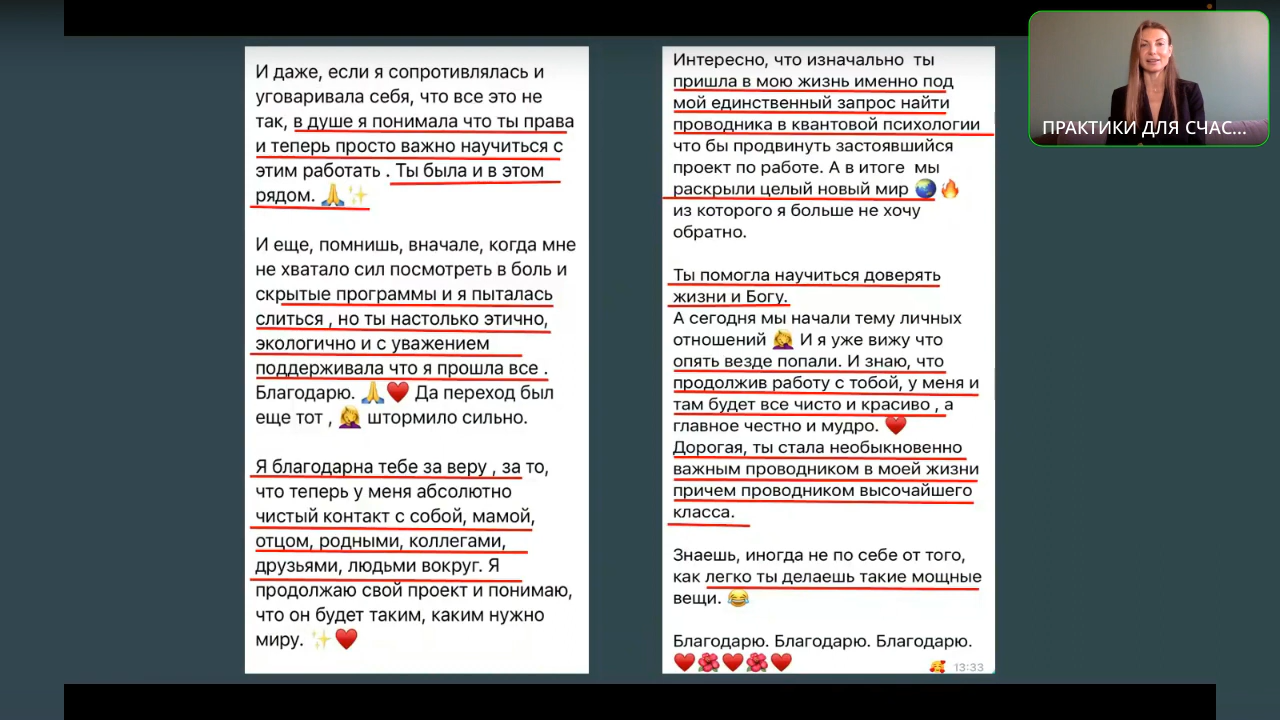 И даже, если я сопротивлялась и
уговаривала себя, что все это не
так, в душе я понимала что ты права
и теперь просто важно научиться с
этим работать . Ты была и в этом
рядом. 🙏✨
И еще, помнишь, вначале, когда мне
не хватало сил посмотреть в боль и
скрытые программы и я пыталась
слиться , но ты настолько этично,
экологично и с уважением
поддерживала что я прошла все .
Благодарю. 🙏♥️ Да переход был
еще тот , 🤦‍♀️ штормило сильно.
Я благодарна тебе за веру , за то,
что теперь у меня абсолютно
чистый контакт с собой, мамой,
отцом, родными, коллегами,
друзьями, людьми вокруг. Я
продолжаю свой проект и понимаю,
что он будет таким, каким нужно
миру. ✨♥️
Интересно, что изначально ты
пришла в мою жизнь именно под
мой единственный запрос найти
проводника в квантовой психологии
что бы продвинуть застоявшийся
проект по работе. А в итоге мы
раскрыли целый новый мир 🌏🔥
из которого я больше не хочу
обратно.
Ты помогла научиться доверять
жизни и Богу.
А сегодня мы начали тему личных
отношений 🤦‍♀️ И я уже вижу что
опять везде попали. И знаю, что
продолжив работу с тобой, у меня и
там будет все чисто и красиво , а
главное честно и мудро. ♥️
Дорогая, ты стала необыкновенно
важным проводником в моей жизни
причем проводником высочайшего
класса.
Знаешь, иногда не по себе от того,
как легко ты делаешь такие мощные
вещи. 😂
Благодарю. Благодарю. Благодарю.
♥️🌺♥️🌺♥️
🥰 13:33
ПРАКТИКИ ДЛЯ СЧАС...